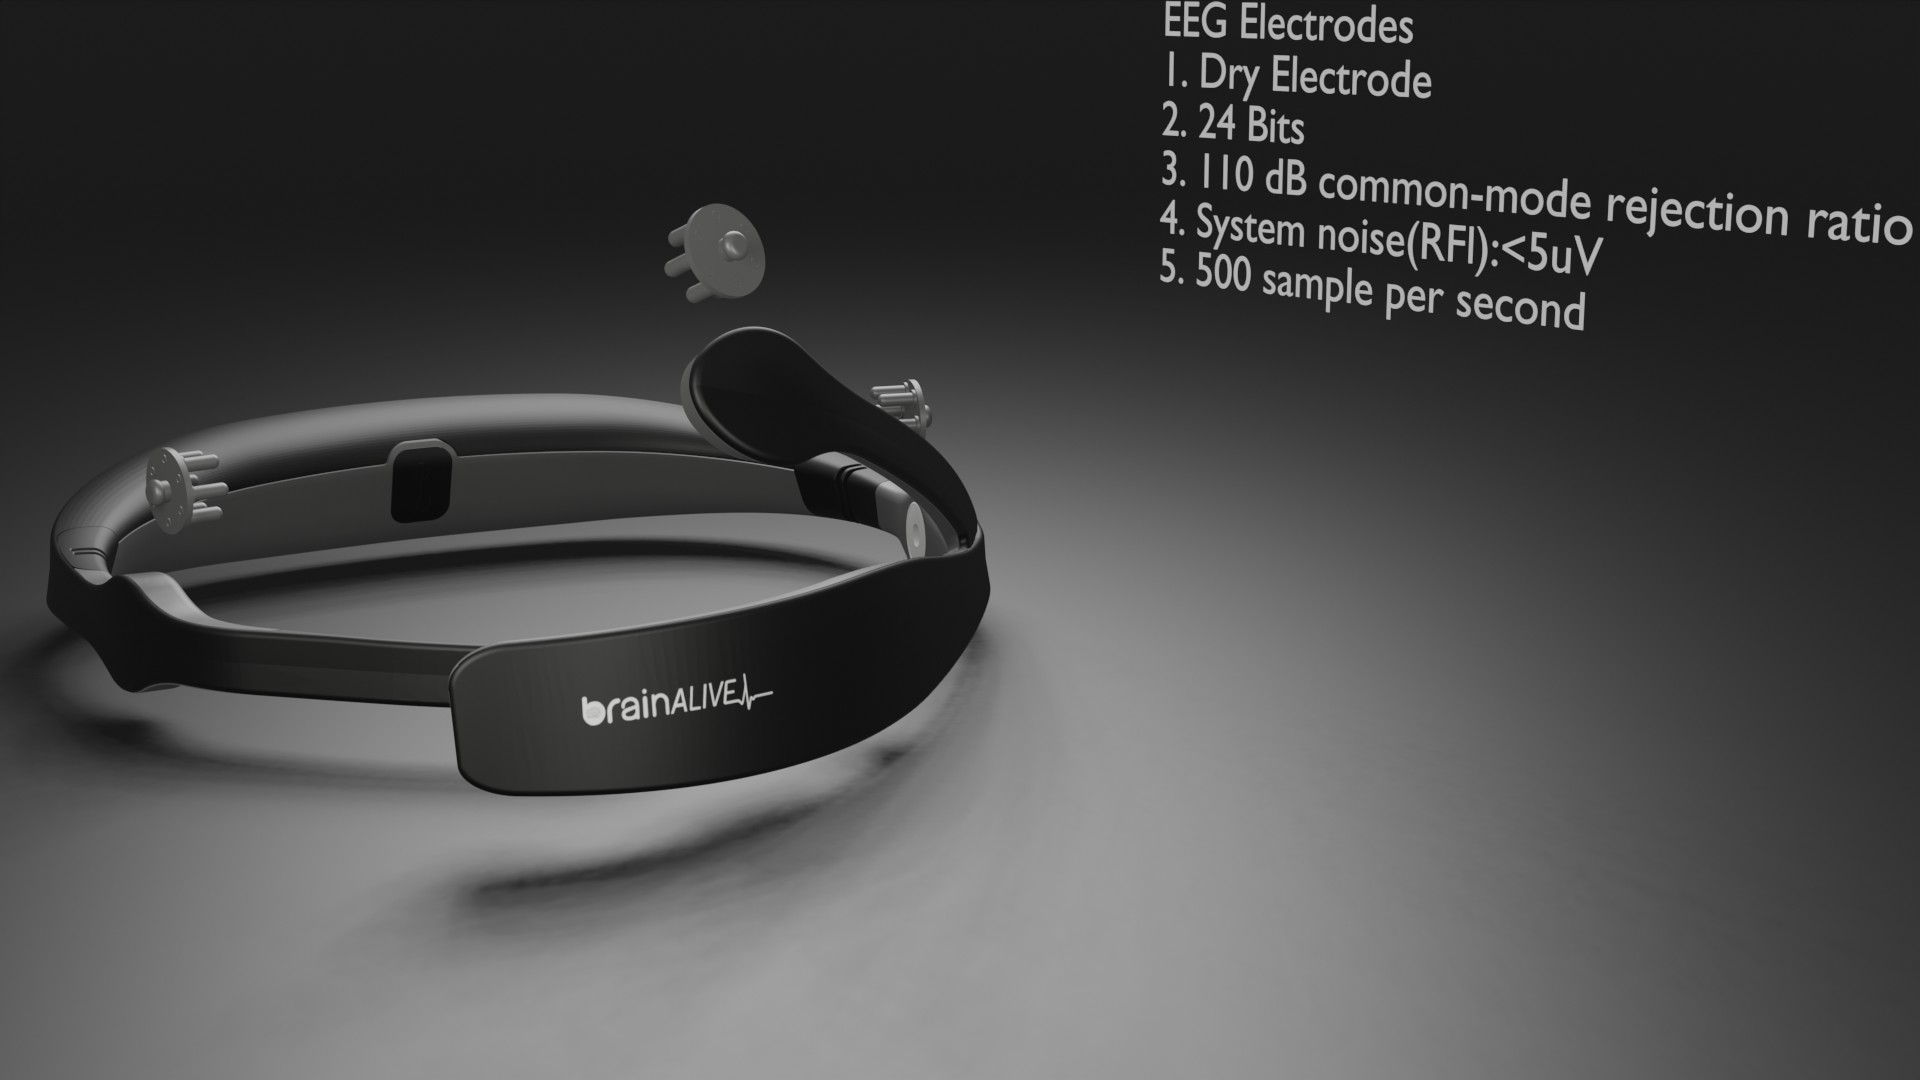 EEG Electrodes
1. Dry Electrode
2. 24 Bits
3. 110 dB common-mode rejection ratio
4. System noise(RFI):<5uV
5. 500 sample per second
brainALIVE